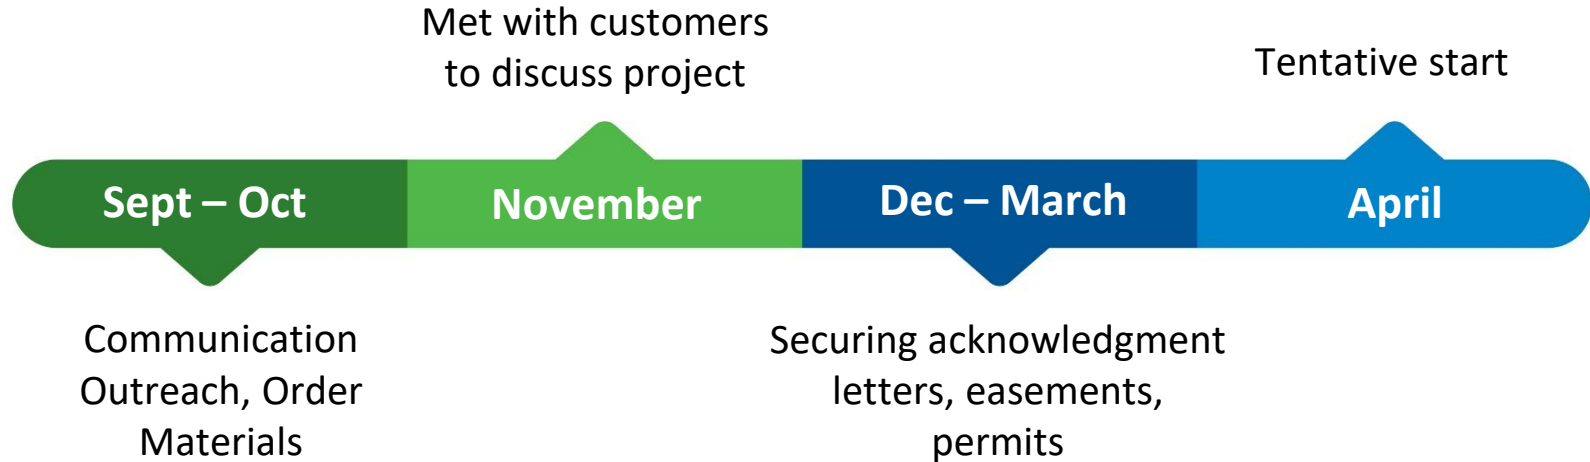 Met with customers
to discuss project
Tentative start
Sept – Oct
November
Dec – March
April
Communication
Outreach, Order
Materials
Securing acknowledgment
letters, easements,
permits